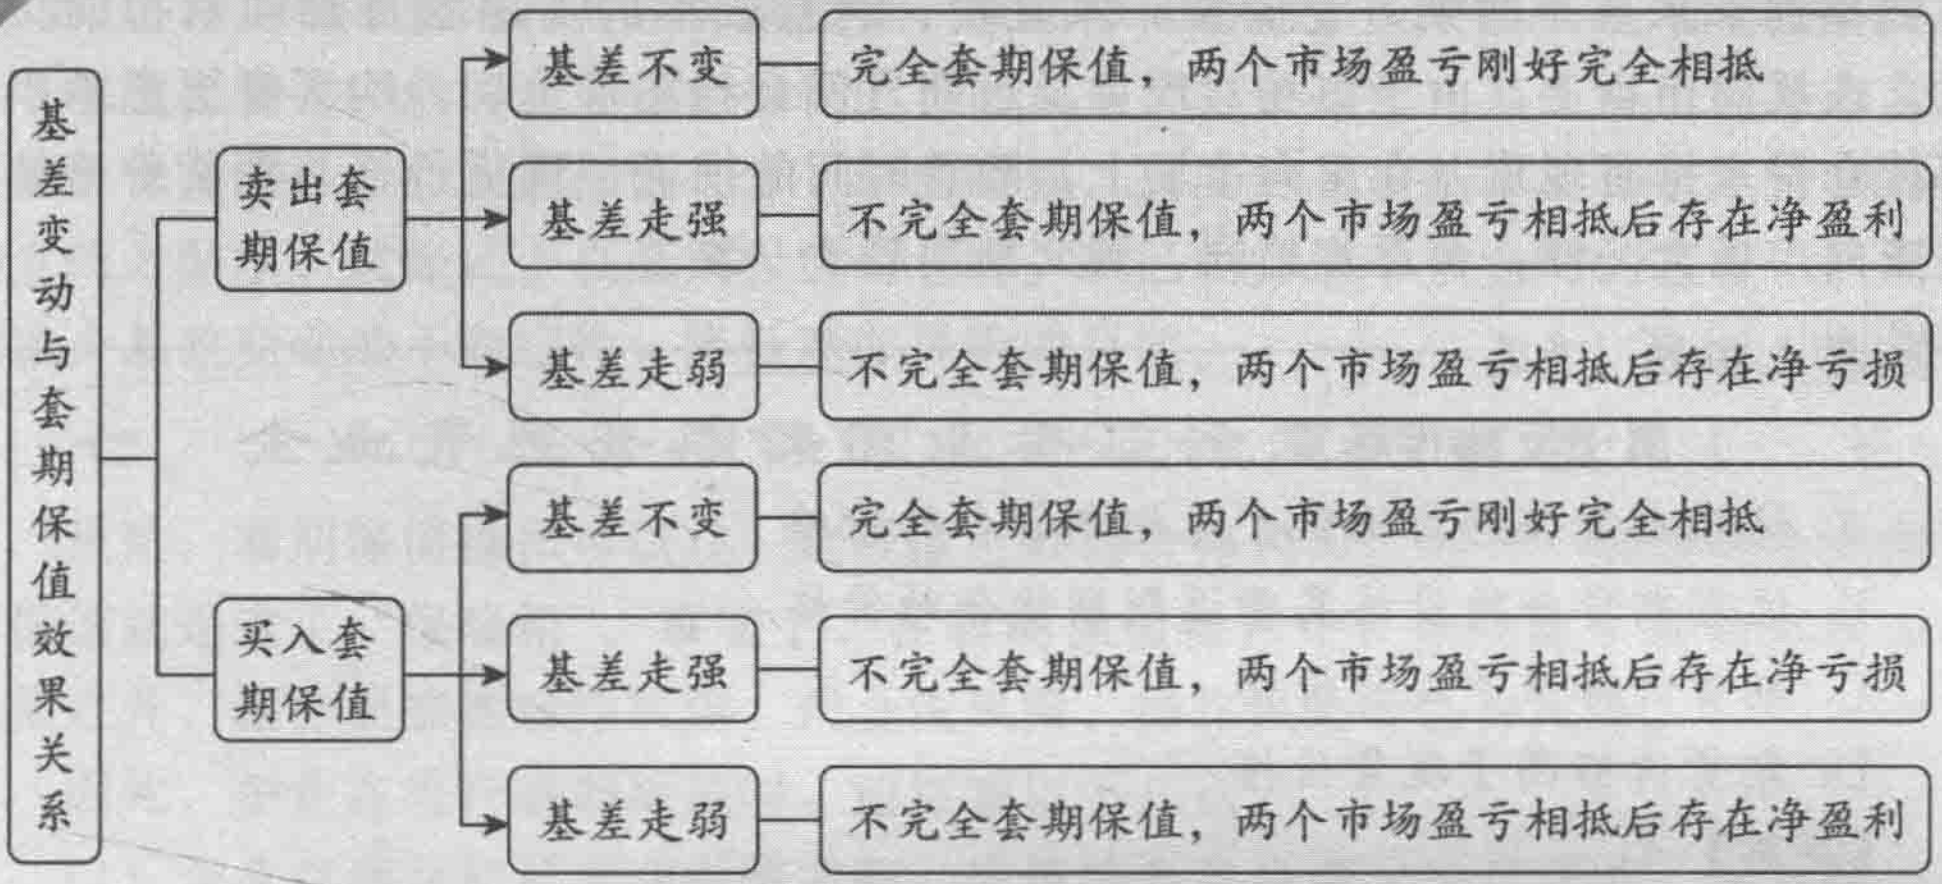 基差变动与套期保值效果关系
卖出套
期保值
基差不变
完全套期保值，两个市场盈亏刚好完全相抵
基差走强
不完全套期保值，两个市场盈亏相抵后存在净盈利
基差走弱
不完全套期保值，两个市场盈亏相抵后存在净亏损
买入套
期保值
基差不变
完全套期保值，两个市场盈亏刚好完全相抵
基差走强
不完全套期保值，两个市场盈亏相抵后存在净亏损
基差走弱
不完全套期保值，两个市场盈亏相抵后存在净盈利